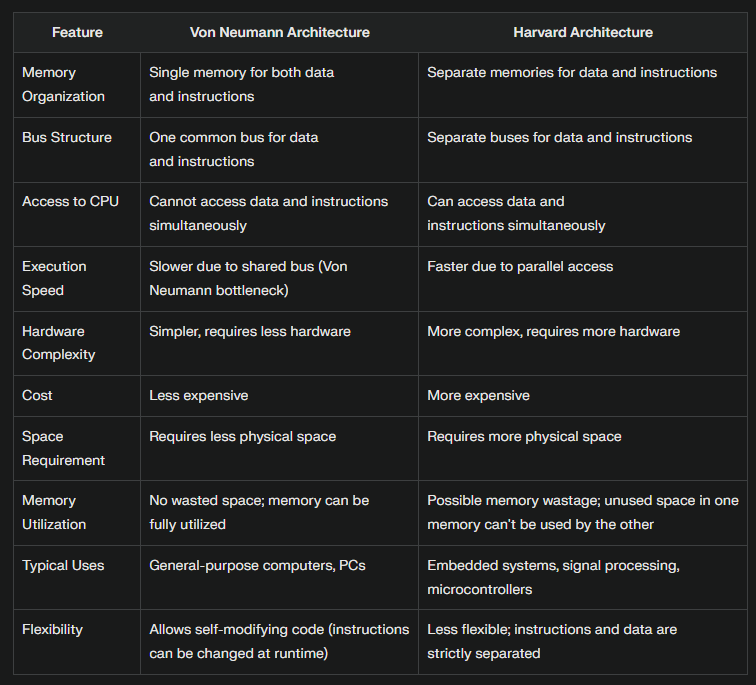 Feature Von Neumann Architecture Harvard Architecture
Memory Organization Single memory for both data and instructions Separate memories for data and instructions
Bus Structure One common bus for data and instructions Separate buses for data and instructions
Access to CPU Cannot access data and instructions simultaneously Can access data and instructions simultaneously
Execution Speed Slower due to shared bus (Von Neumann bottleneck) Faster due to parallel access
Hardware Complexity Simpler, requires less hardware More complex, requires more hardware
Cost Less expensive More expensive
Space Requirement Requires less physical space Requires more physical space
Memory Utilization No wasted space; memory can be fully utilized Possible memory wastage; unused space in one memory can't be used by the other
Typical Uses General-purpose computers, PCs Embedded systems, signal processing, microcontrollers
Flexibility Allows self-modifying code (instructions can be changed at runtime) Less flexible; instructions and data are strictly separated